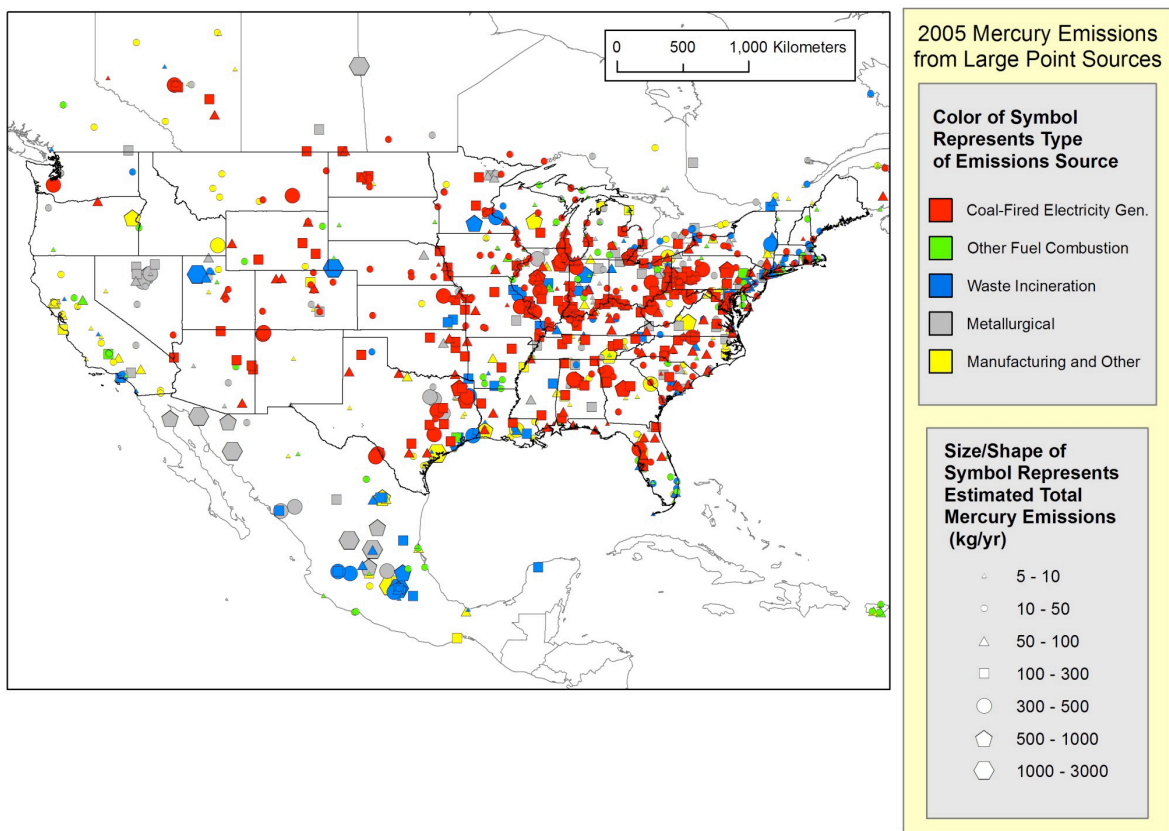 0 500 1,000 Kilometers
2005 Mercury Emissions
from Large Point Sources
Color of Symbol
Represents Type
of Emissions Source
Coal-Fired Electricity Gen.
Other Fuel Combustion
Waste Incineration
Metallurgical
Manufacturing and Other
Size/Shape of
Symbol Represents
Estimated Total
Mercury Emissions
(kg/yr)
5 - 10
10 - 50
50 - 100
100 - 300
300 - 500
500 - 1000
1000 - 3000